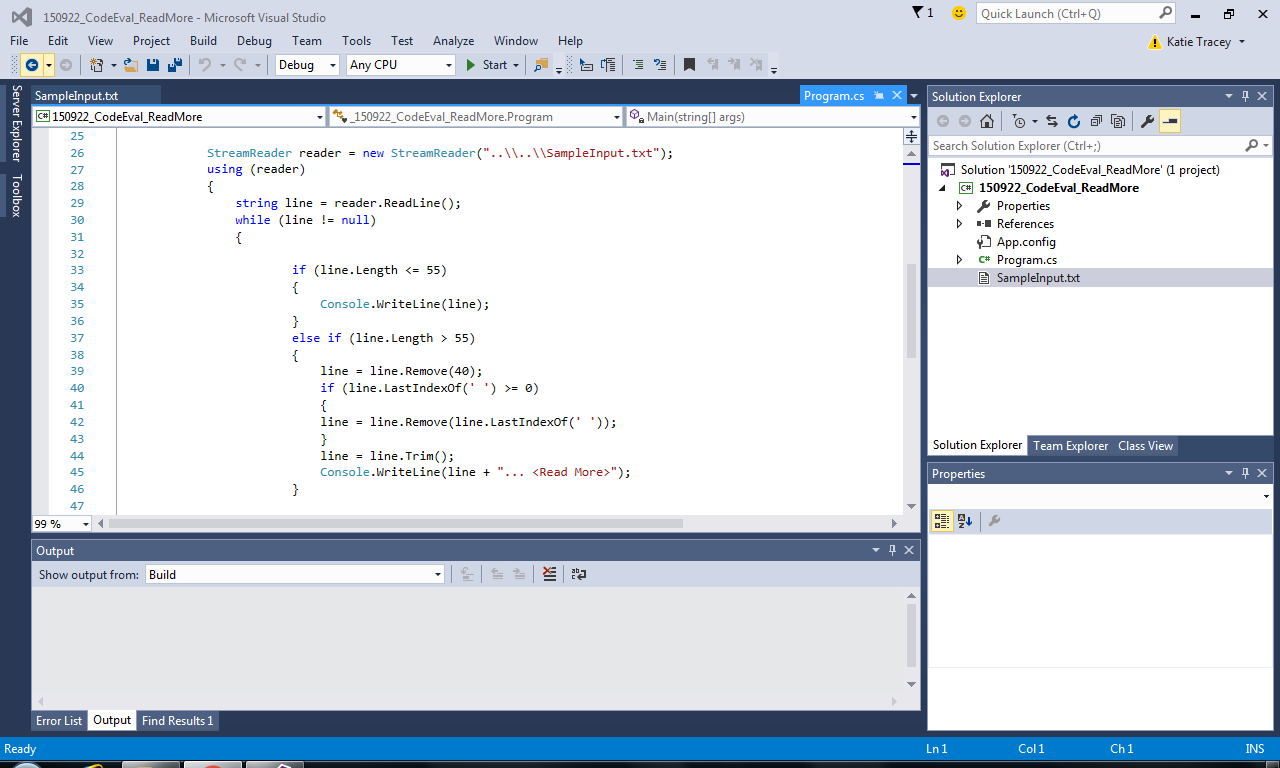 150922_CodeEval_ReadMore - Microsoft Visual Studio
1
Quick Launch (Ctrl+Q)
File Edit View Project Build Debug Team Tools Test Analyze Window Help
Katie Tracey
Debug Any CPU Start
Server Explorer
Toolbox
SampleInput.txt
Program.cs
150922_CodeEval_ReadMore
_150922_CodeEval_ReadMore.Program
Main(string[] args)
25
26 StreamReader reader = new StreamReader("..\\..\\SampleInput.txt");
27 using (reader)
28 {
29 string line = reader.ReadLine();
30 while (line != null)
31 {
32
33 if (line.Length <= 55)
34 {
35 Console.WriteLine(line);
36 }
37 else if (line.Length > 55)
38 {
39 line = line.Remove(40);
40 if (line.LastIndexOf(' ') >= 0)
41 {
42 line = line.Remove(line.LastIndexOf(' '));
43 }
44 line = line.Trim();
45 Console.WriteLine(line + "... <Read More>");
46 }
47
99 %
Output
Show output from: Build
Error List Output Find Results 1
Solution Explorer
Search Solution Explorer (Ctrl+;)
Solution '150922_CodeEval_ReadMore' (1 project)
C# 150922_CodeEval_ReadMore
Properties
References
App.config
C# Program.cs
SampleInput.txt
Solution Explorer Team Explorer Class View
Properties
Ready
Ln 1 Col 1 Ch 1 INS